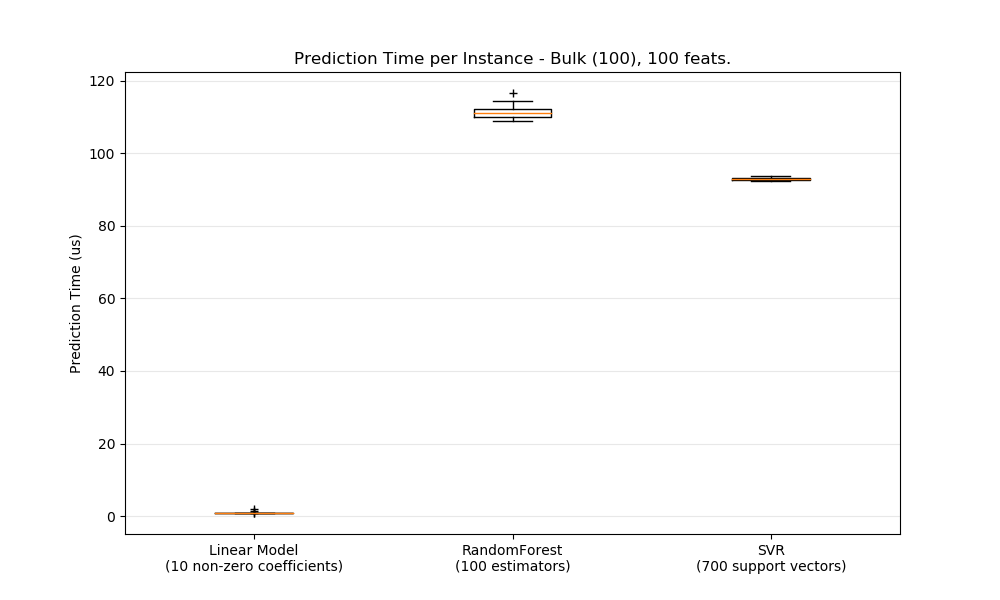 Prediction Time per Instance - Bulk (100), 100 feats.
120
100
80
60
40
20
0
Prediction Time (us)
Linear Model
(10 non-zero coefficients)
RandomForest
(100 estimators)
SVR
(700 support vectors)